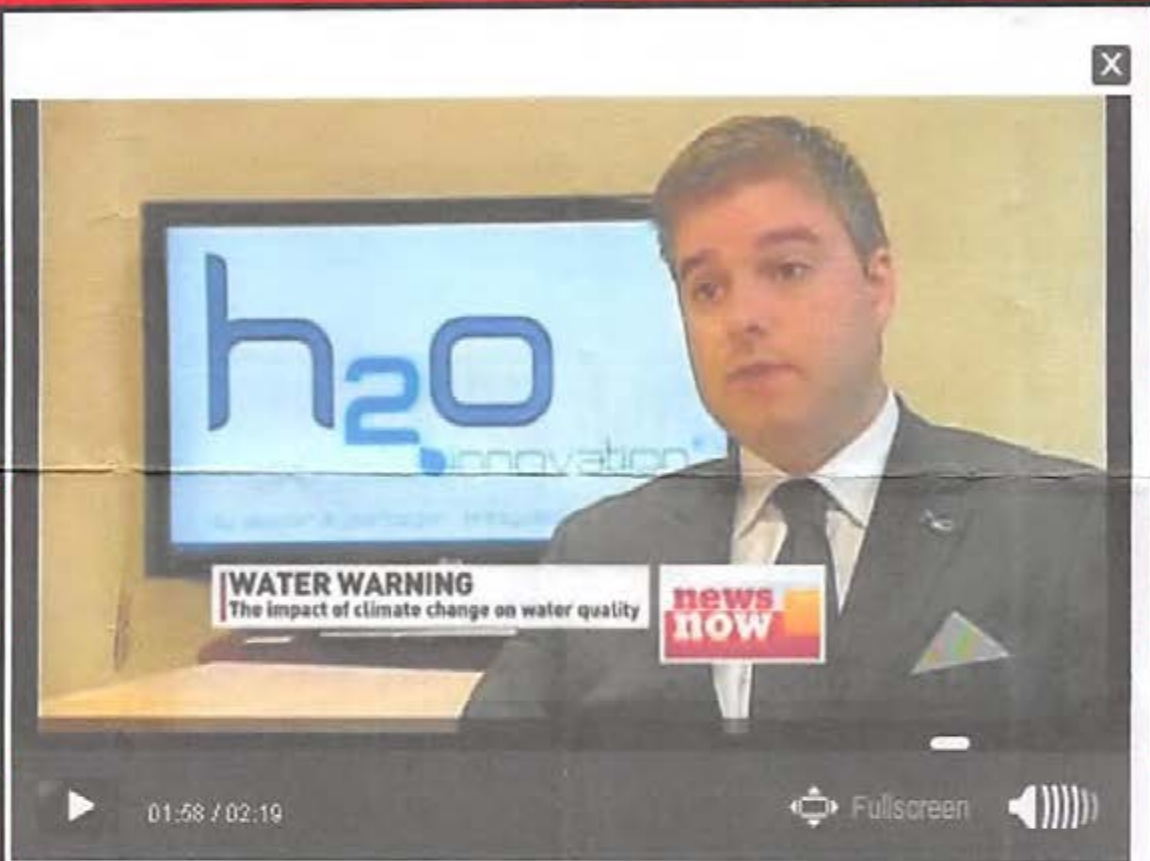 X
h2o
innovation
WATER WARNING
The impact of climate change on water quality
news
now
01:58 / 02:19
Fullscreen